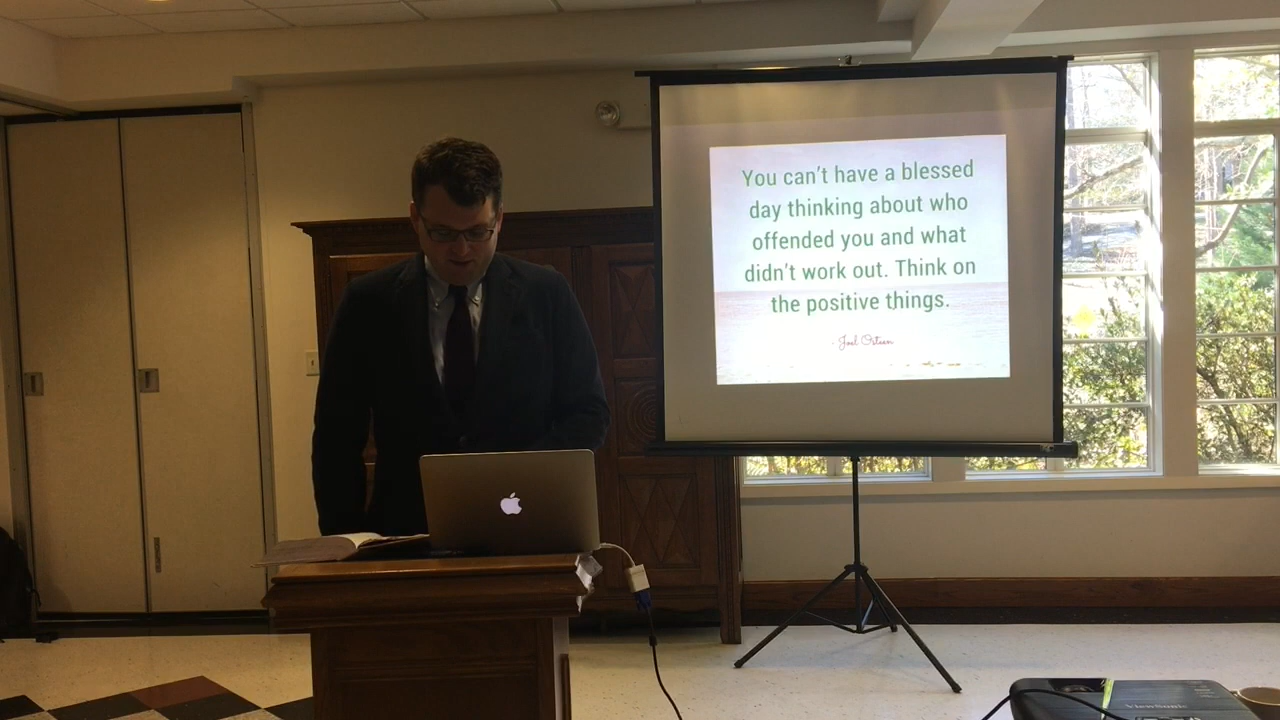 You can't have a blessed
day thinking about who
offended you and what
didn't work out. Think on
the positive things.
- Joel Osteen
ViewSonic